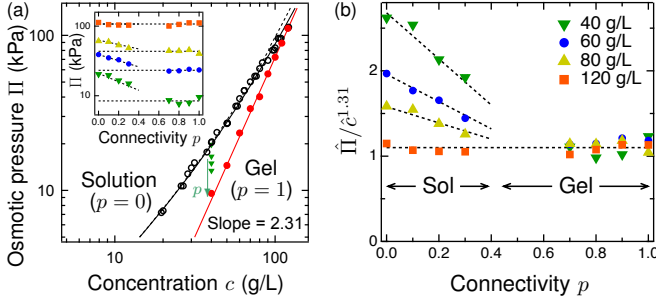 (a)
Osmotic pressure Π (kPa)
100
10
10
100
Concentration c (g/L)
Π (kPa)
100
10
0.0 0.2 0.4 0.6 0.8 1.0
Connectivity p
Solution
(p = 0)
p
Gel
(p = 1)
Slope = 2.31
(b)
Π̂/ĉ^1.31
2
1
0.0 0.2 0.4 0.6 0.8 1.0
Connectivity p
40 g/L
60 g/L
80 g/L
120 g/L
Sol
Gel